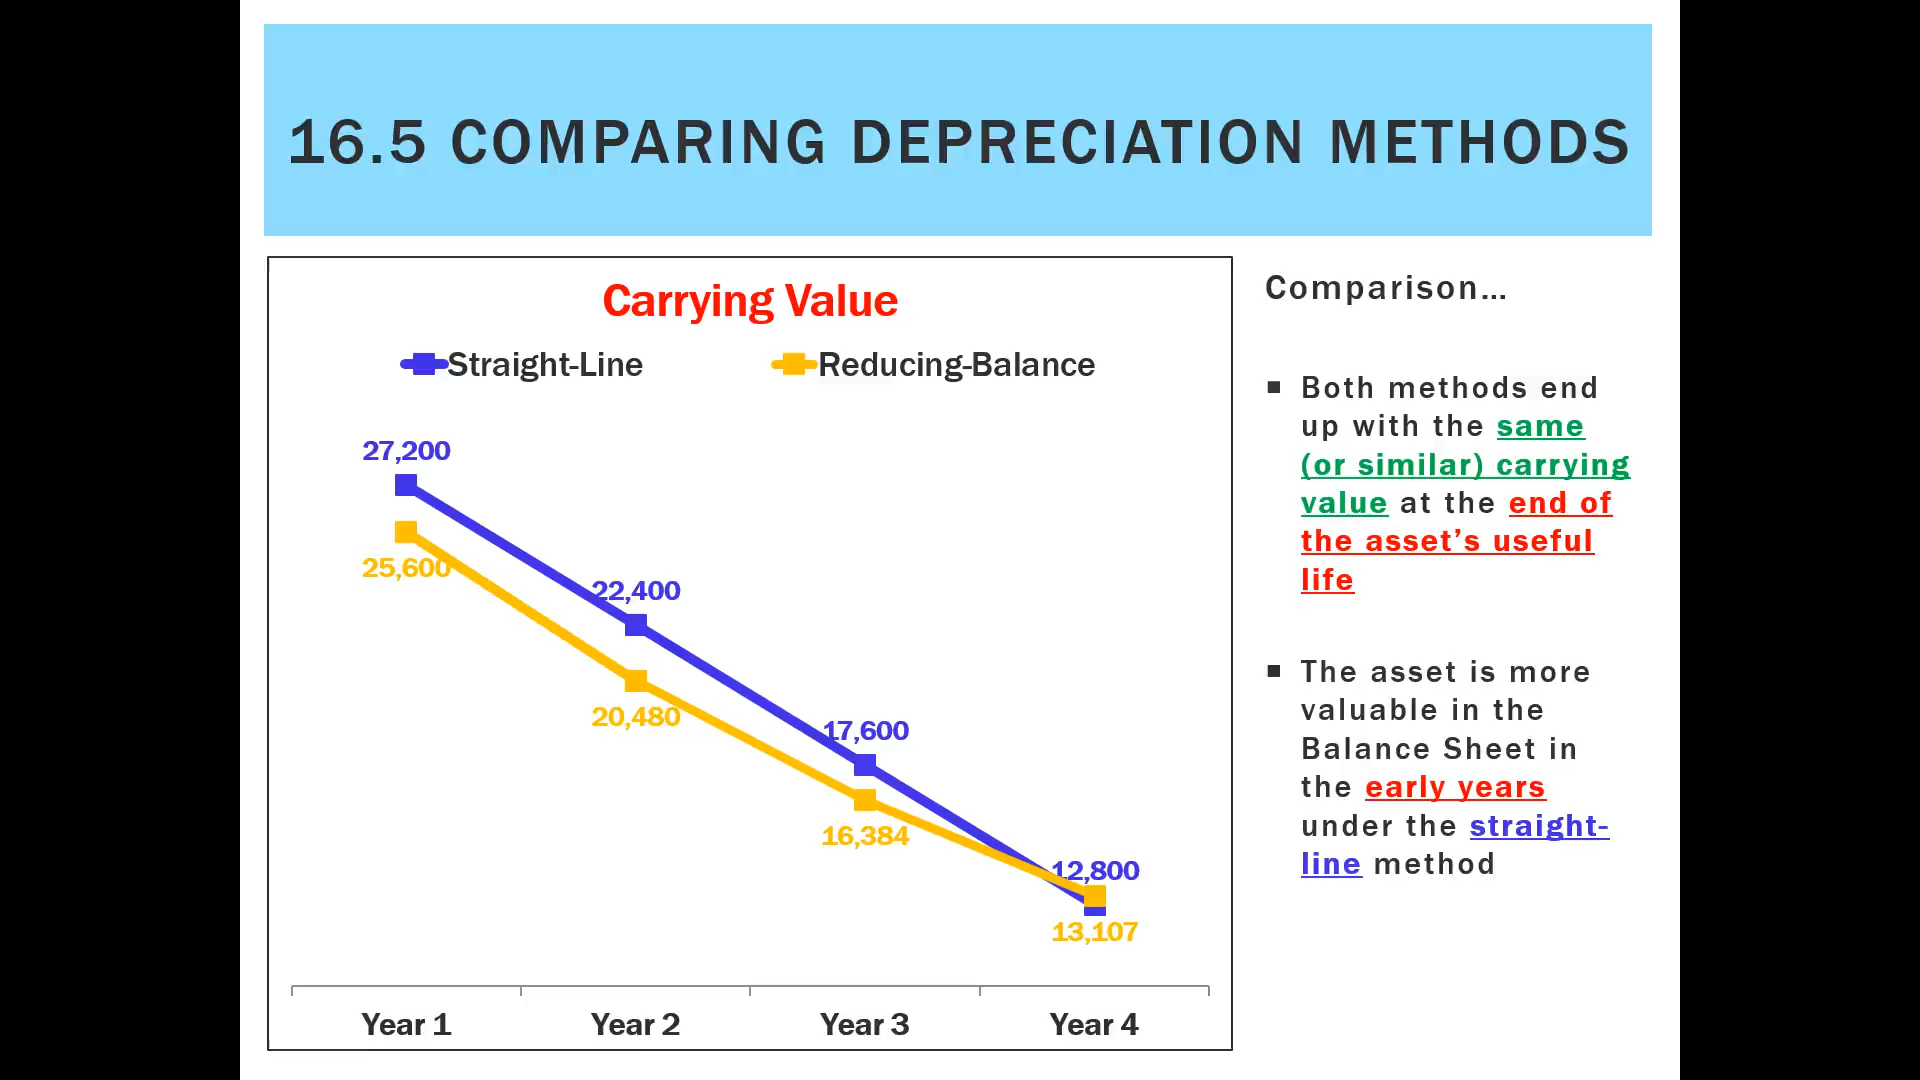 16.5 COMPARING DEPRECIATION METHODS
Carrying Value
Straight-Line
Reducing-Balance
27,200
25,600
22,400
20,480
17,600
16,384
12,800
13,107
Year 1
Year 2
Year 3
Year 4
Comparison...
Both methods end
up with the same
(or similar) carrying
value at the end of
the asset’s useful
life
The asset is more
valuable in the
Balance Sheet in
the early years
under the straight-
line method